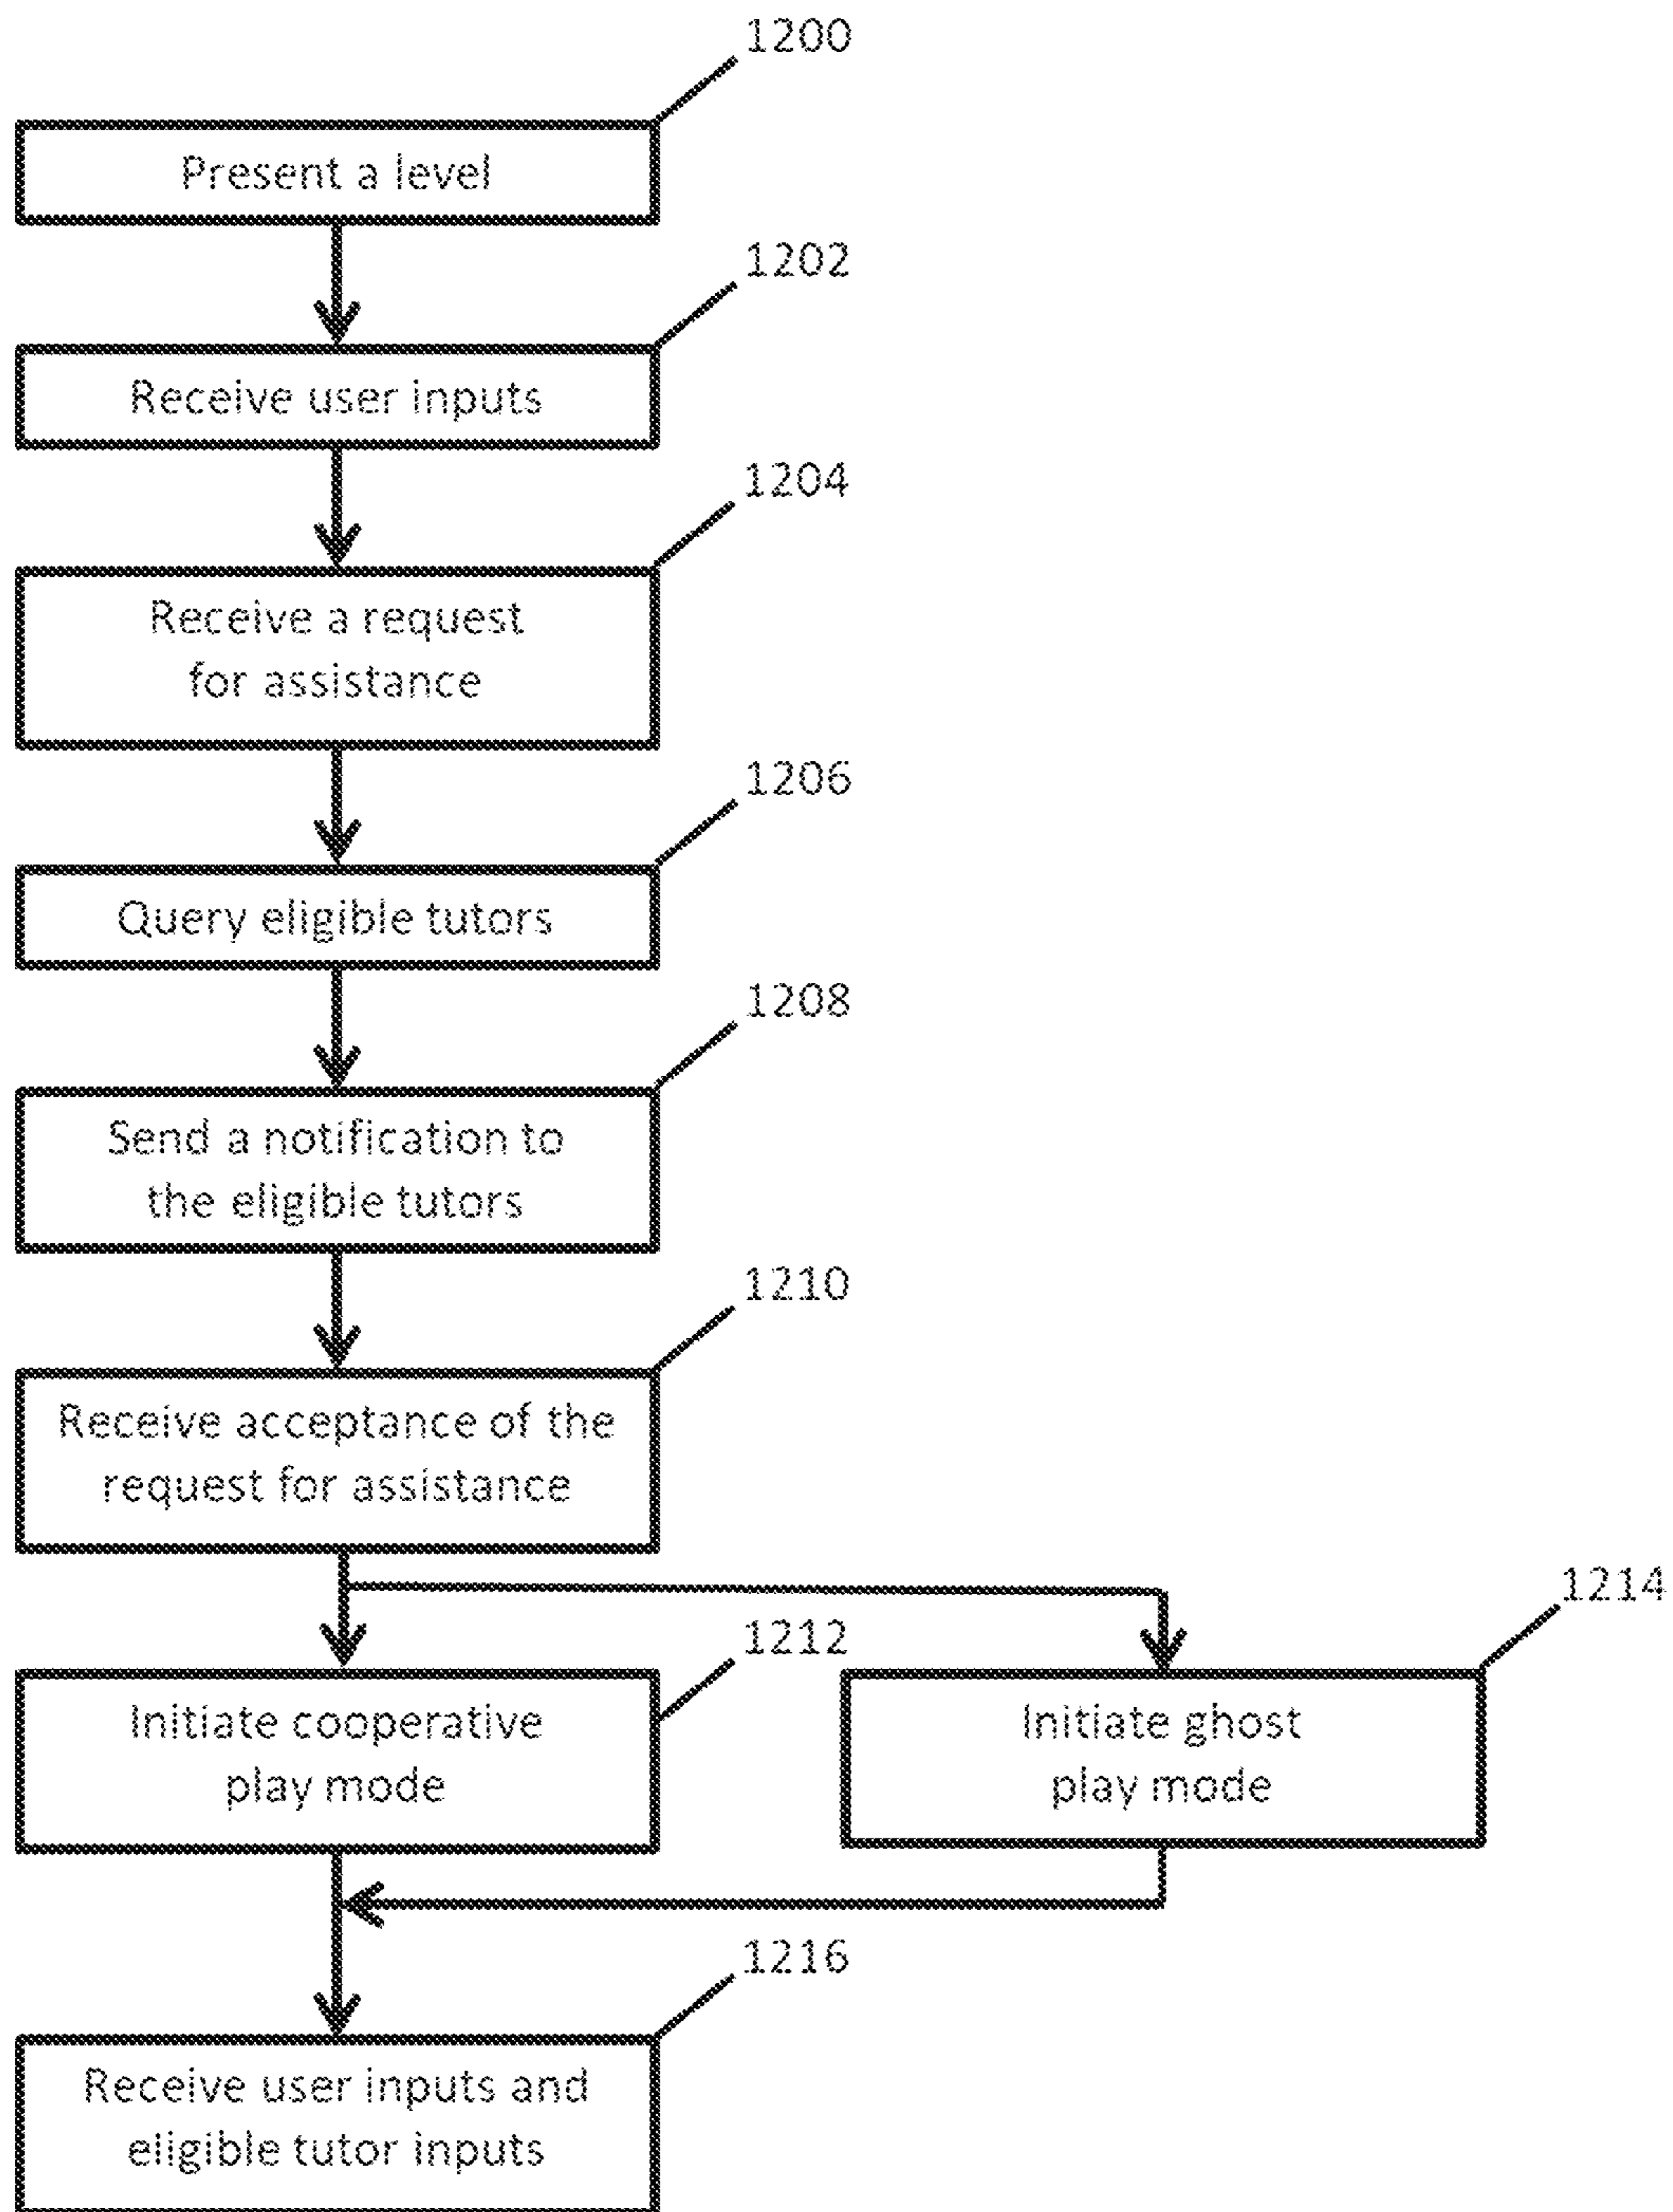 1200
Present a level
1202
Receive user inputs
1204
Receive a request
for assistance
1206
Query eligible tutors
1208
Send a notification to
the eligible tutors
1210
Receive acceptance of the
request for assistance
1214
1212
Initiate cooperative
play mode
Initiate ghost
play mode
1216
Receive user inputs and
eligible tutor inputs